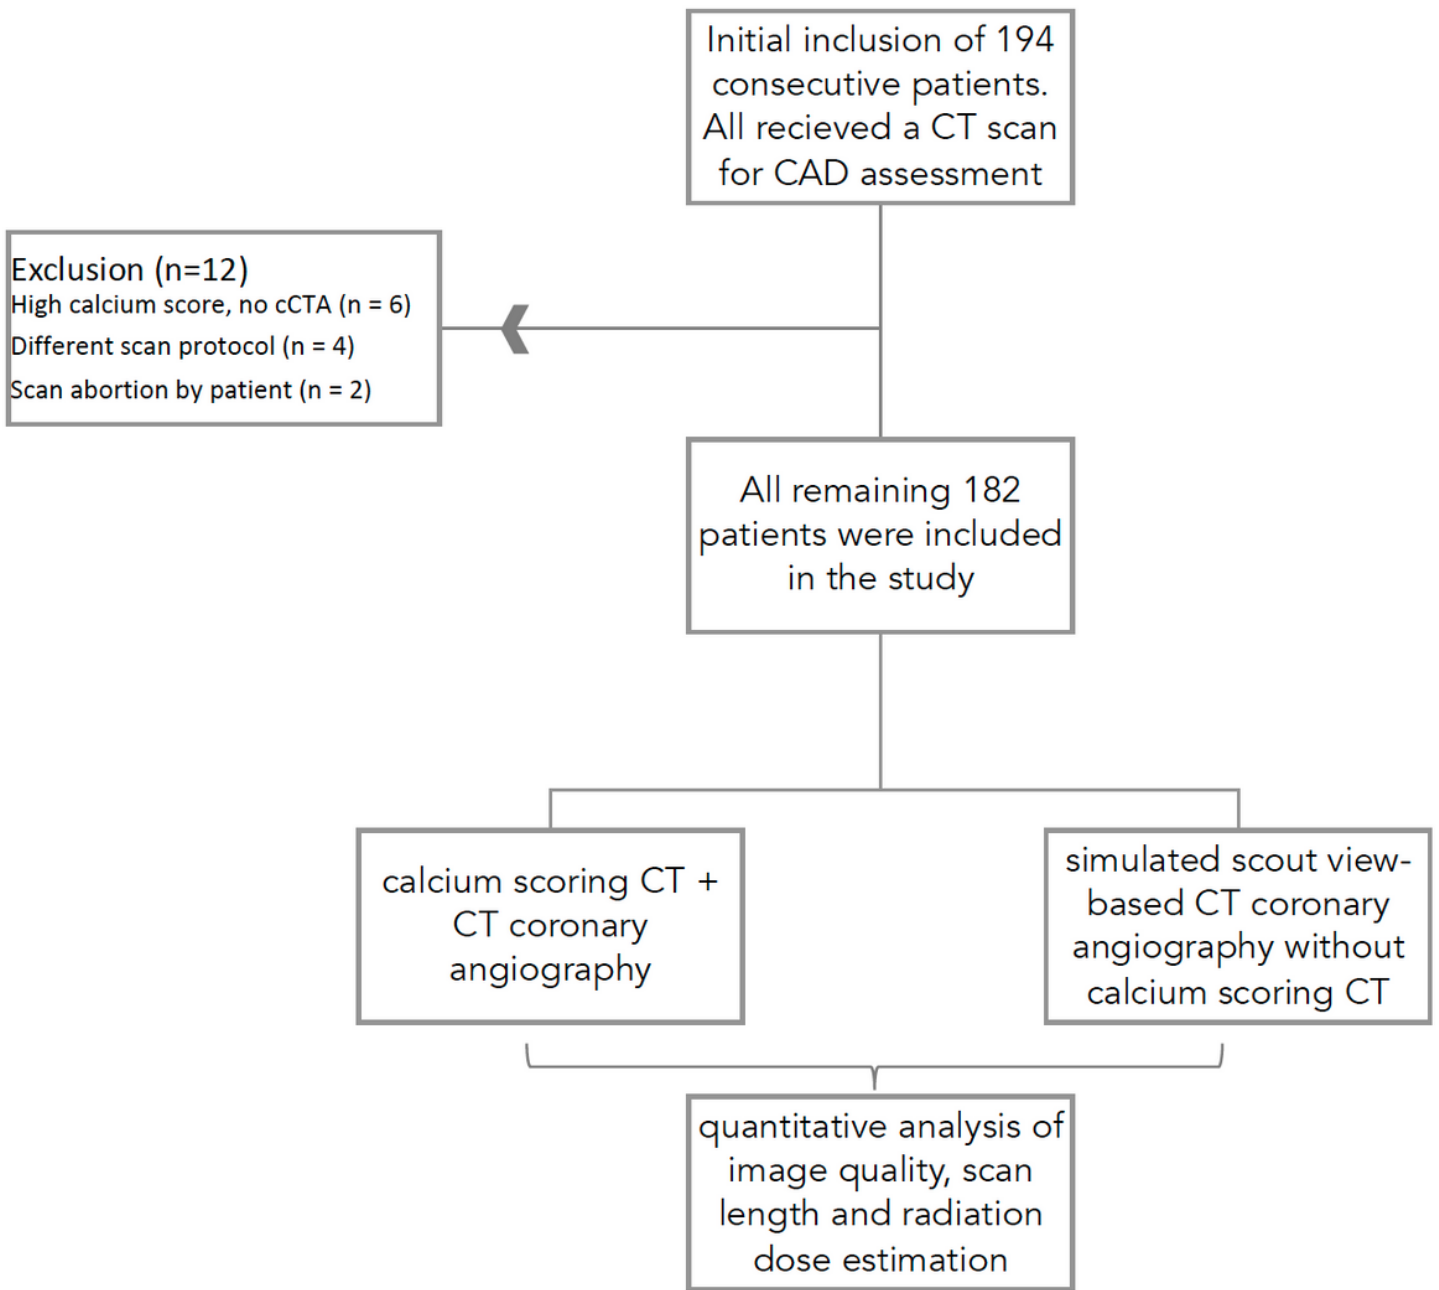 Initial inclusion of 194
consecutive patients.
All recieved a CT scan
for CAD assessment
Exclusion (n=12)
High calcium score, no cCTA (n = 6)
Different scan protocol (n = 4)
Scan abortion by patient (n = 2)
All remaining 182
patients were included
in the study
calcium scoring CT +
CT coronary
angiography
simulated scout view-
based CT coronary
angiography without
calcium scoring CT
quantitative analysis of
image quality, scan
length and radiation
dose estimation